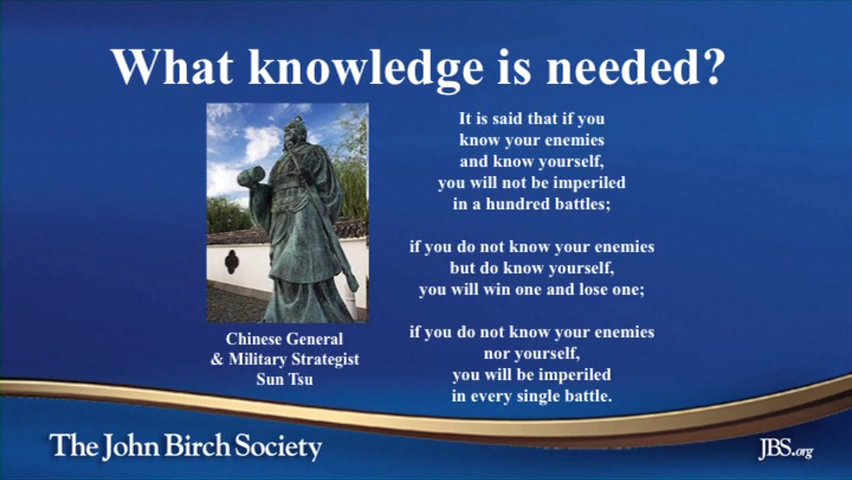 What knowledge is needed?
It is said that if you
know your enemies
and know yourself,
you will not be imperiled
in a hundred battles;
if you do not know your enemies
but do know yourself,
you will win one and lose one;
if you do not know your enemies
nor yourself,
you will be imperiled
in every single battle.
Chinese General
& Military Strategist
Sun Tsu
The John Birch Society
JBS.org